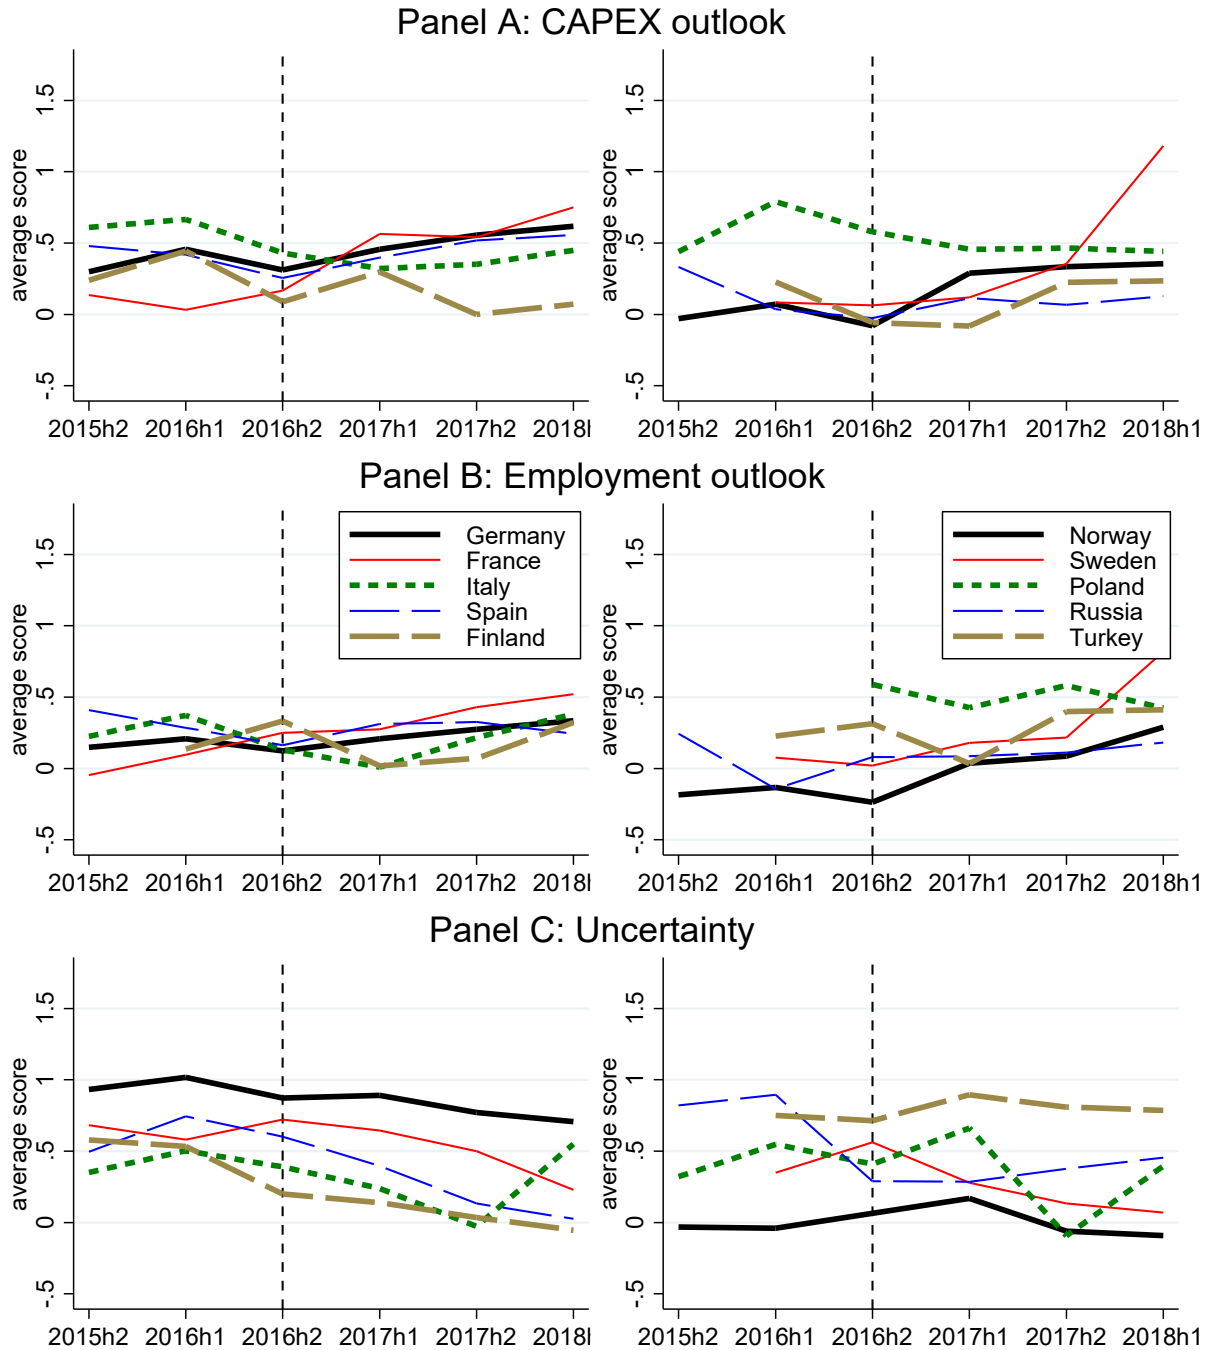 Panel A: CAPEX outlook
average score
1.5
1
.5
0
-.5
2015h2 2016h1 2016h2 2017h1 2017h2 2018h
average score
1.5
1
.5
0
-.5
2015h2 2016h1 2016h2 2017h1 2017h2 2018h1
Panel B: Employment outlook
average score
1.5
1
.5
0
-.5
Germany
France
Italy
Spain
Finland
2015h2 2016h1 2016h2 2017h1 2017h2 2018h
average score
1.5
1
.5
0
-.5
Norway
Sweden
Poland
Russia
Turkey
2015h2 2016h1 2016h2 2017h1 2017h2 2018h1
Panel C: Uncertainty
average score
1.5
1
.5
0
-.5
2015h2 2016h1 2016h2 2017h1 2017h2 2018h
average score
1.5
1
.5
0
-.5
2015h2 2016h1 2016h2 2017h1 2017h2 2018h1